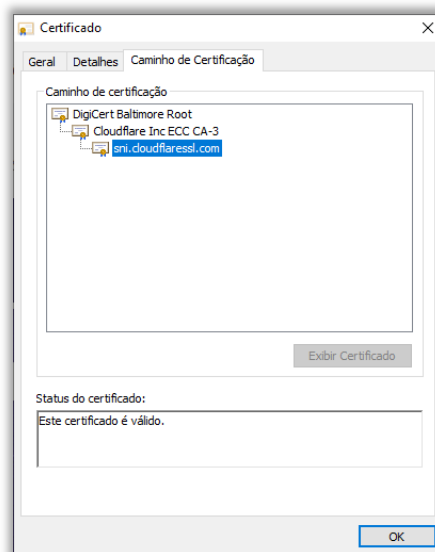 Certificado
Geral Detalhes Caminho de Certificação
Caminho de certificação
DigiCert Baltimore Root
Cloudflare Inc ECC CA-3
sni.cloudflaressl.com
Exibir Certificado
Status do certificado:
Este certificado é válido.
OK